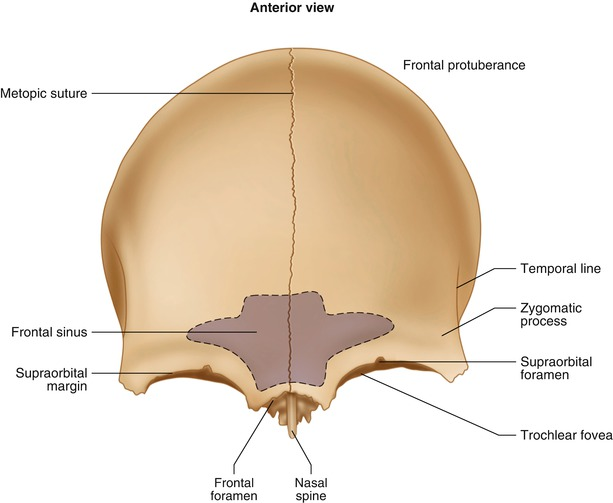 Anterior view
Frontal protuberance
Metopic suture
Temporal line
Zygomatic
process
Frontal sinus
Supraorbital
margin
Supraorbital
foramen
Trochlear fovea
Frontal
foramen
Nasal
spine